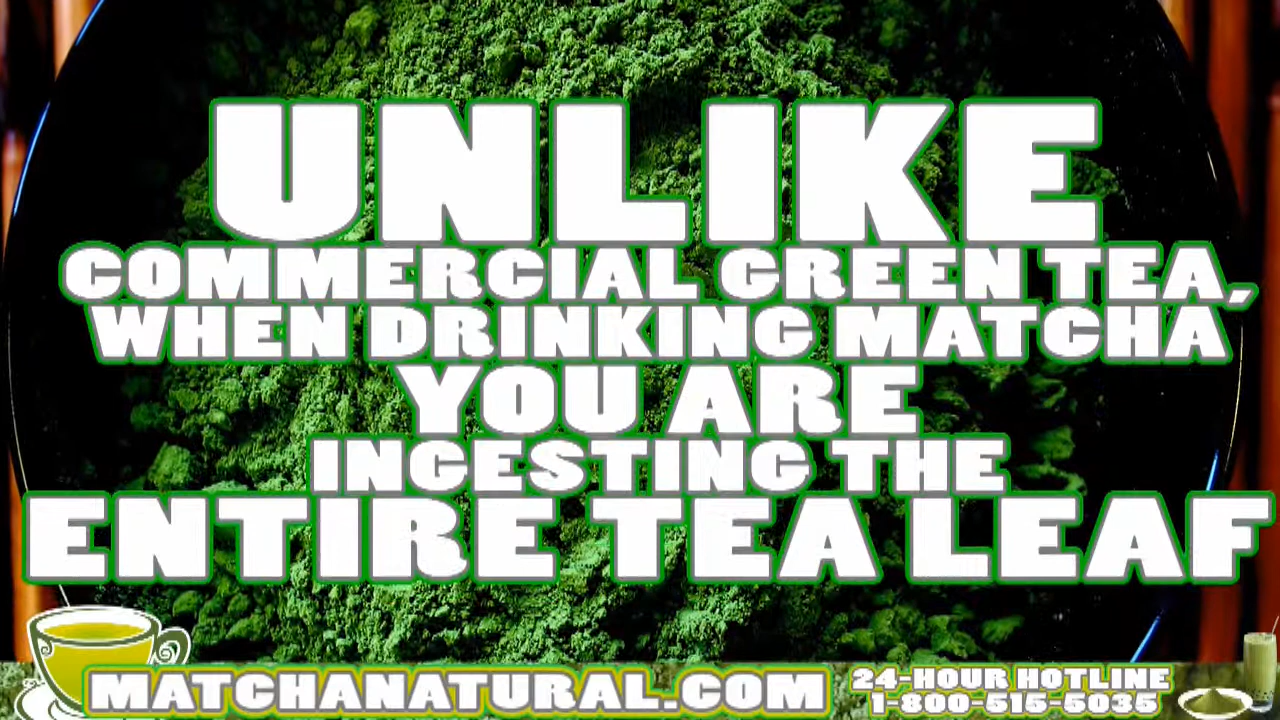 UNLIKE
COMMERCIAL GREEN TEA,
WHEN DRINKING MATCHA
YOU ARE
INGESTING THE
ENTIRE TEA LEAF
MATCHANATURAL.COM
24-HOUR HOTLINE
1-800-515-5035